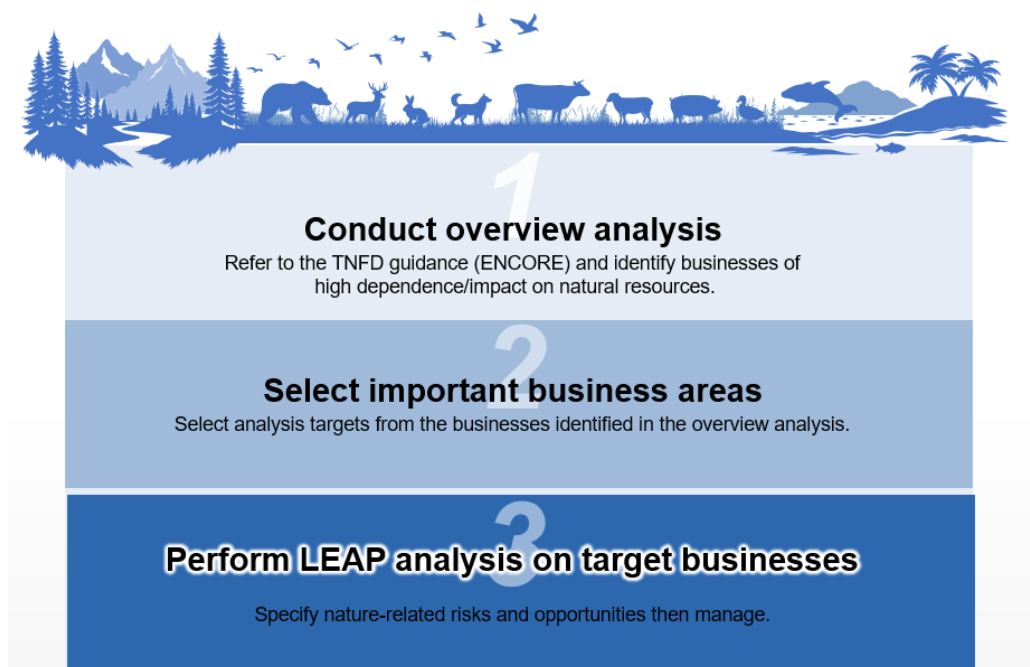 1
Conduct overview analysis
Refer to the TNFD guidance (ENCORE) and identify businesses of
high dependence/impact on natural resources.
2
Select important business areas
Select analysis targets from the businesses identified in the overview analysis.
3
Perform LEAP analysis on target businesses
Specify nature-related risks and opportunities then manage.